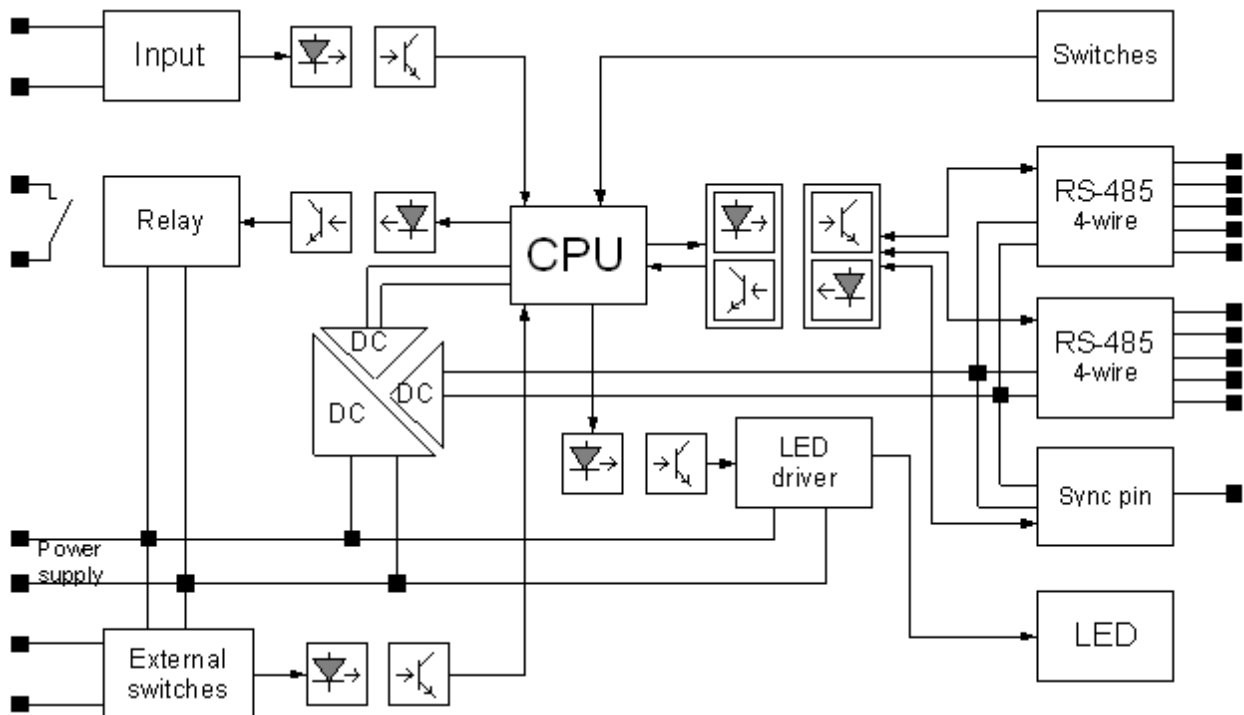 Input
Switches
Relay
CPU
RS-485
4-wire
DC
DC
DC
RS-485
4-wire
LED
driver
Sync pin
Power
supply
External
switches
LED